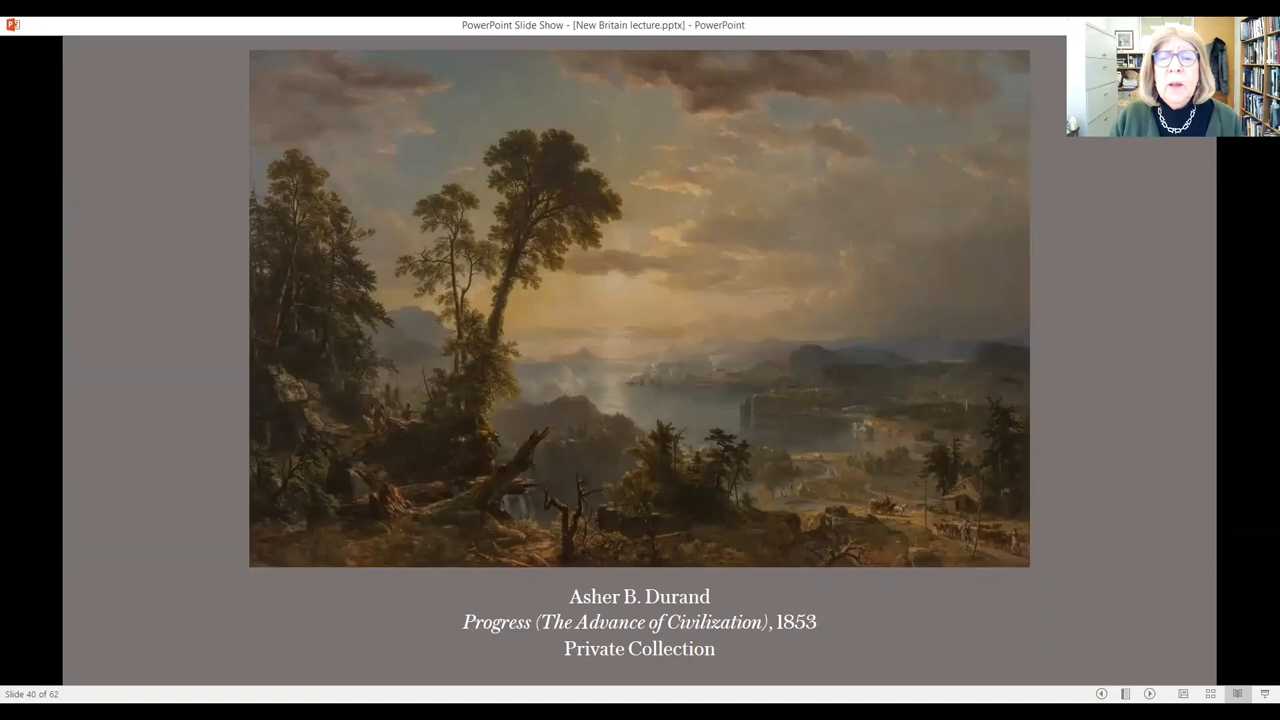 PowerPoint Slide Show - [New Britain lecture.pptx] - PowerPoint
Asher B. Durand
Progress (The Advance of Civilization), 1853
Private Collection
Slide 40 of 62